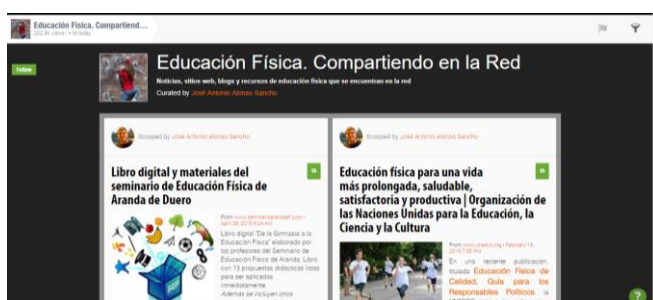 Educación Física. Compartiend...
Follow
Educación Física. Compartiendo en la Red
Noticias, sitios web, blogs y recursos de educación física que se encuentran en la red
Curated by José Antonio Alonso Sancho
Scooped by José Antonio Alonso Sancho
Libro digital y materiales del
seminario de Educación Física de
Aranda de Duero
Libro digital "De la Gimnasia a la
Educación Física" elaborado por
los profesores del Seminario de
Educación Física de Aranda. Libro
con 13 propuestas didácticas listas
para ser aplicadas
inmediatamente.
Además se incluyen otros
Scooped by José Antonio Alonso Sancho
Educación física para una vida
más prolongada, saludable,
satisfactoria y productiva | Organización de
las Naciones Unidas para la Educación, la
Ciencia y la Cultura
En una reciente publicación,
titulada Educación Física de
Calidad, Guía para los
Responsables Políticos, la
?